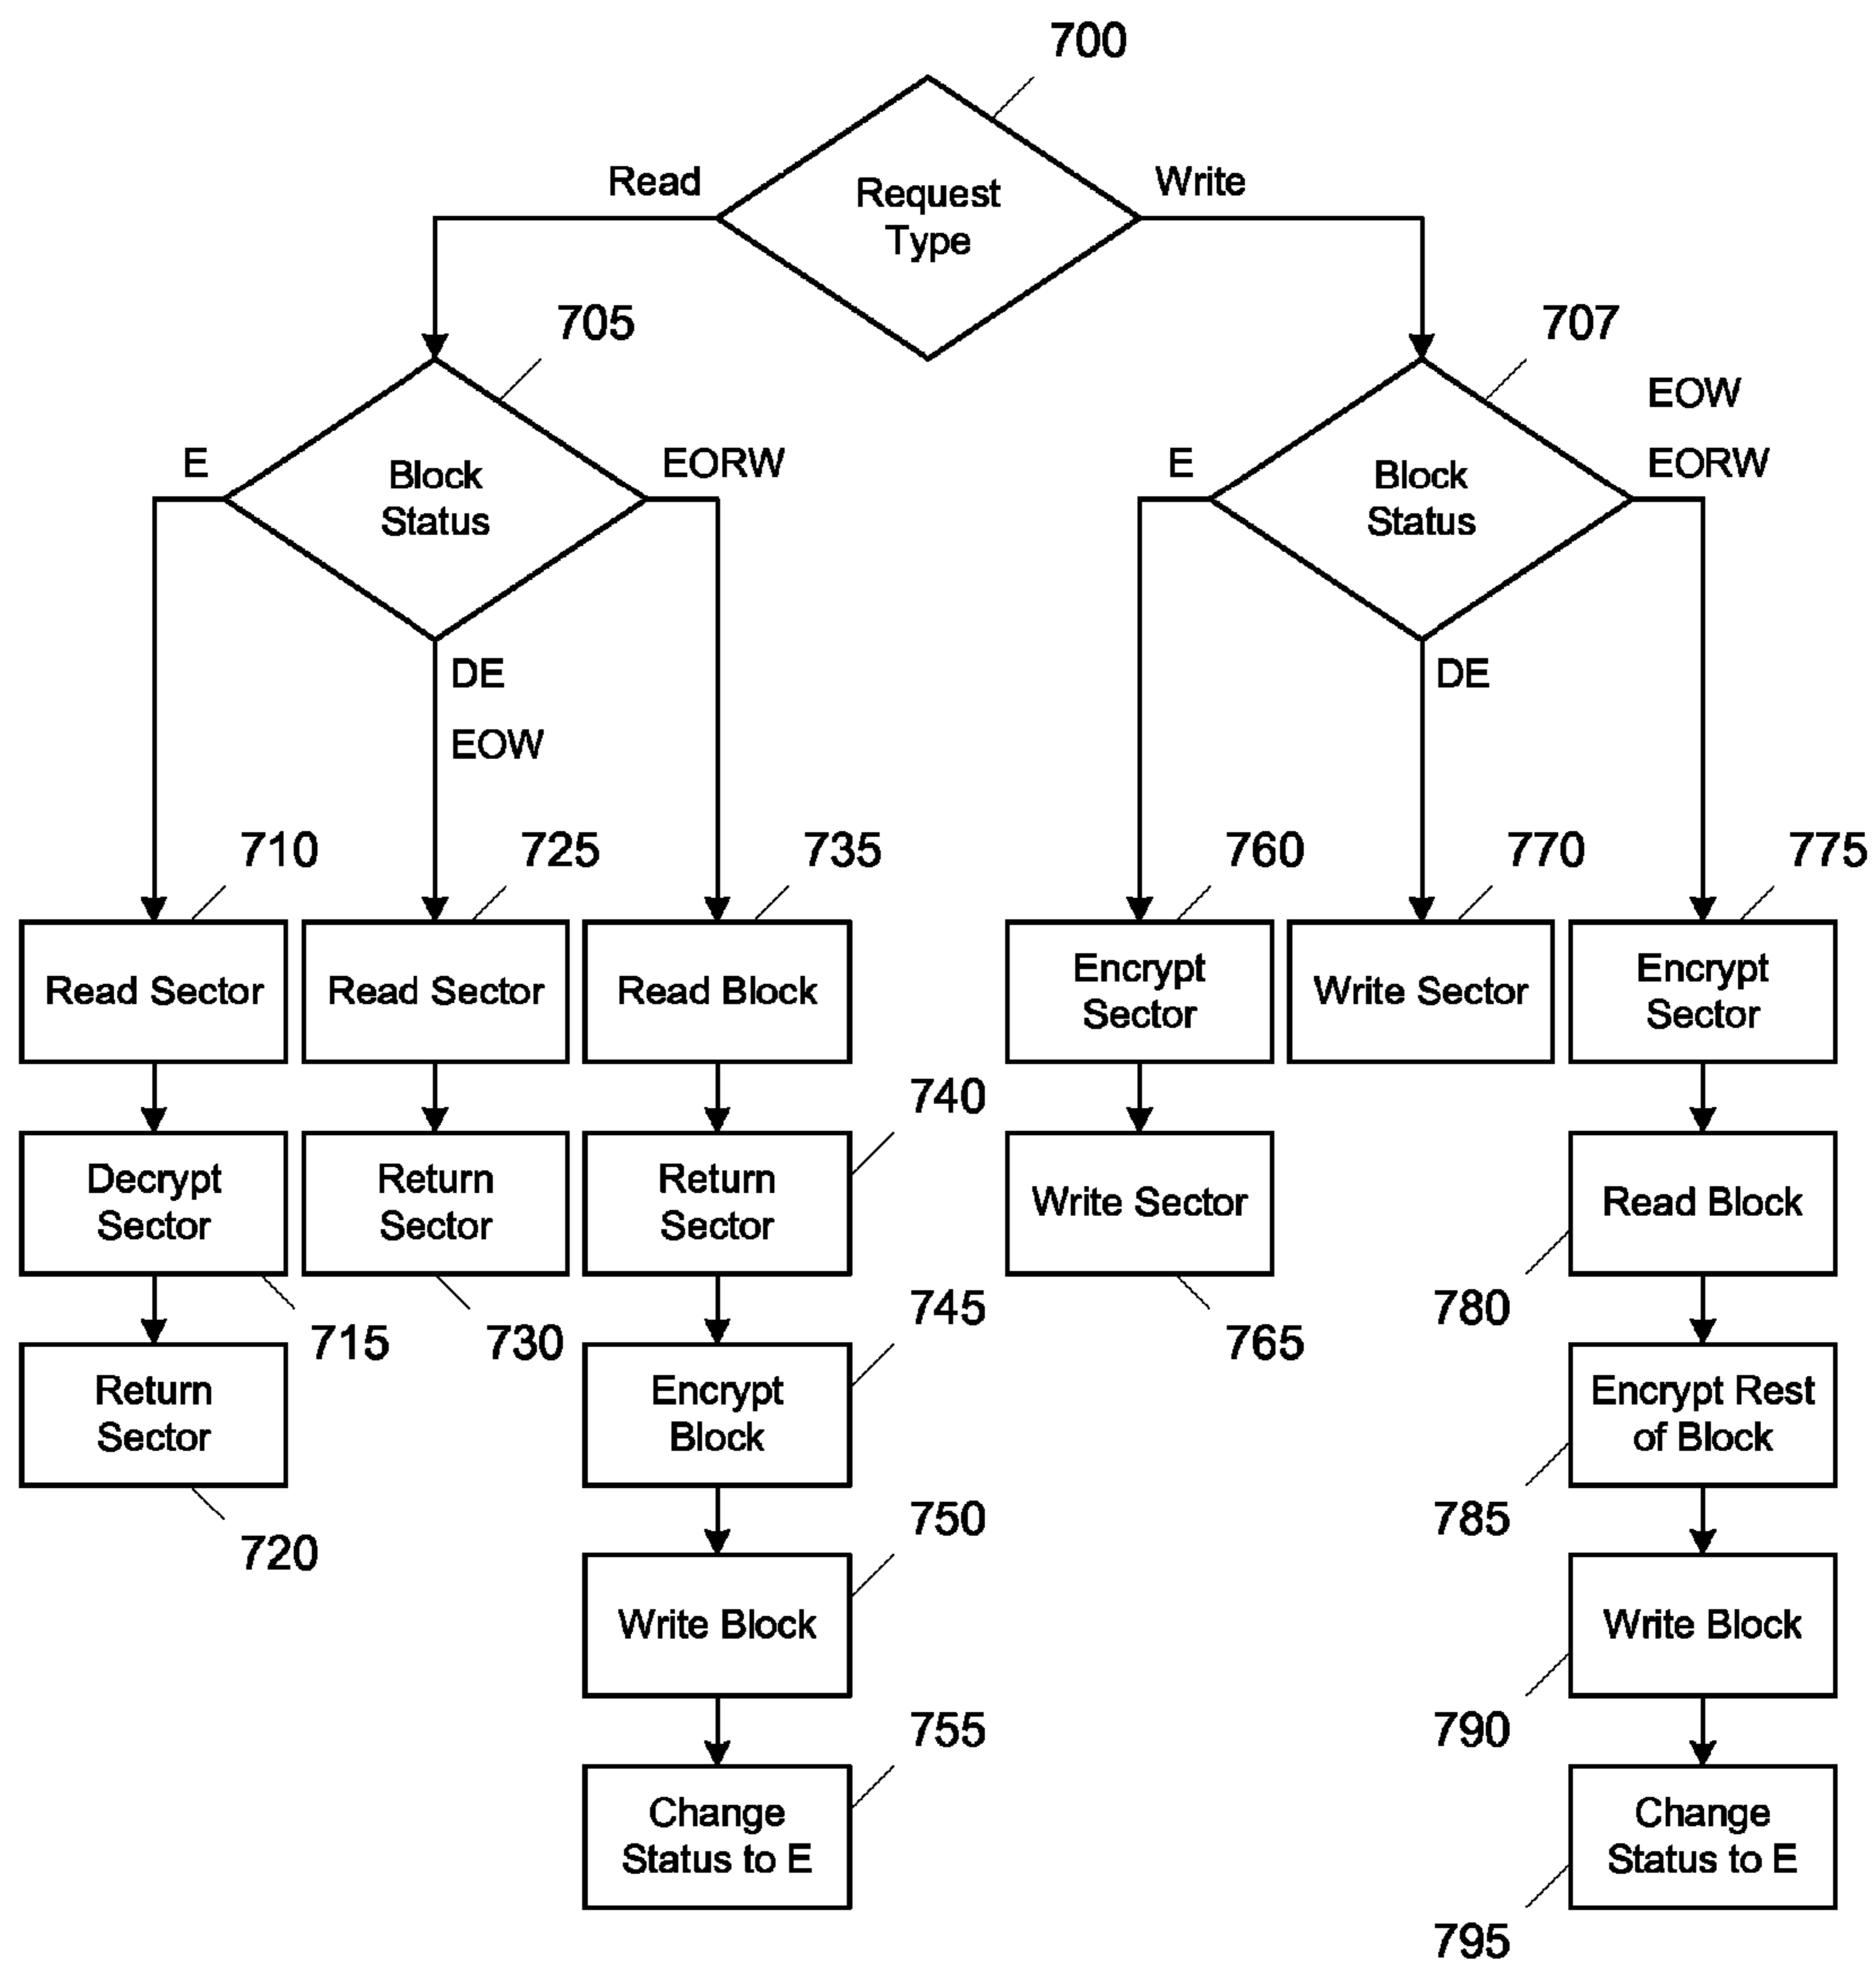 700
Read
Request
Type
Write
705
707
E
Block
Status
EORW
DE
EOW
E
Block
Status
EOW
EORW
DE
710
725
735
760
770
775
Read Sector
Read Sector
Read Block
Encrypt
Sector
Write Sector
Encrypt
Sector
740
Decrypt
Sector
Return
Sector
Return
Sector
Write Sector
Read Block
715
730
745
765
780
Return
Sector
Encrypt
Block
Encrypt Rest
of Block
720
750
785
Write Block
Write Block
755
790
Change
Status to E
Change
Status to E
795